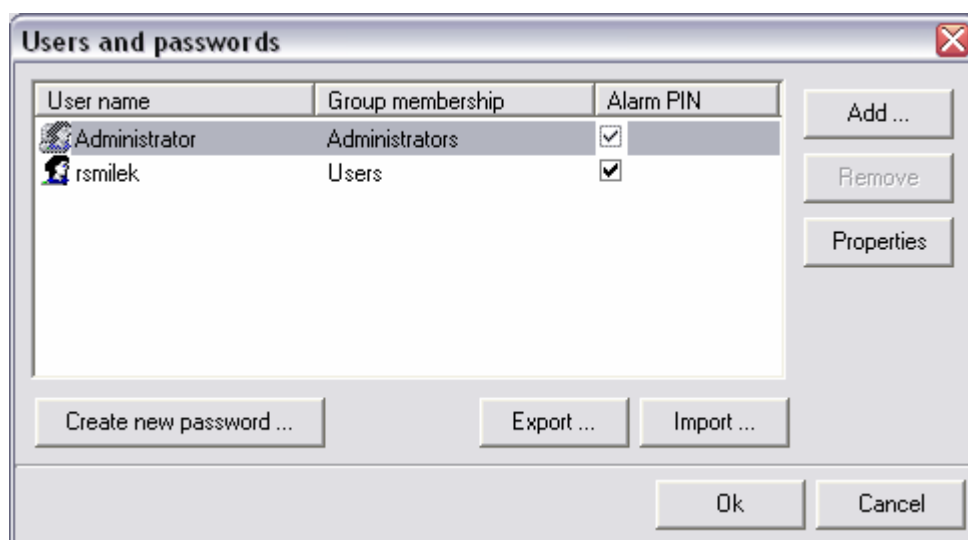 Users and passwords
User name Group membership Alarm PIN
Administrator Administrators
rsmilek Users
Add ...
Remove
Properties
Create new password ... Export ... Import ...
Ok Cancel